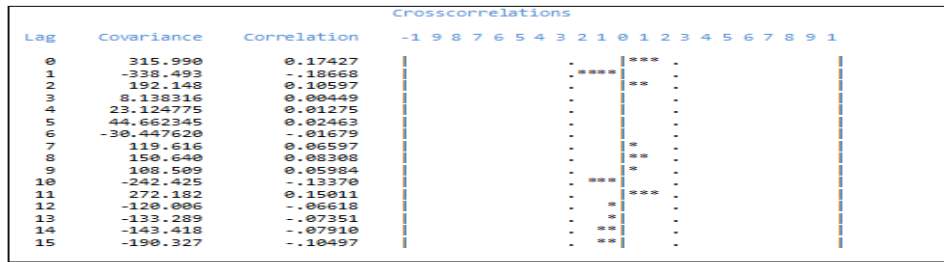 Crosscorrelations
Lag Covariance Correlation -1 9 8 7 6 5 4 3 2 1 0 1 2 3 4 5 6 7 8 9 1
0 315.990 0.17427 | . |*** . |
1 -338.493 -.18668 | .****| . |
2 192.148 0.10597 | . |** . |
3 8.138316 0.00449 | . | . |
4 23.124775 0.01275 | . | . |
5 44.662345 0.02463 | . | . |
6 -30.447620 -.01679 | . | . |
7 119.616 0.06597 | . |* . |
8 150.640 0.08308 | . |** . |
9 108.509 0.05984 | . |* . |
10 -242.425 -.13370 | . ***| . |
11 272.182 0.15011 | . |*** . |
12 -120.006 -.06618 | . *| . |
13 -133.289 -.07351 | . *| . |
14 -143.418 -.07910 | . **| . |
15 -190.327 -.10497 | . **| . |